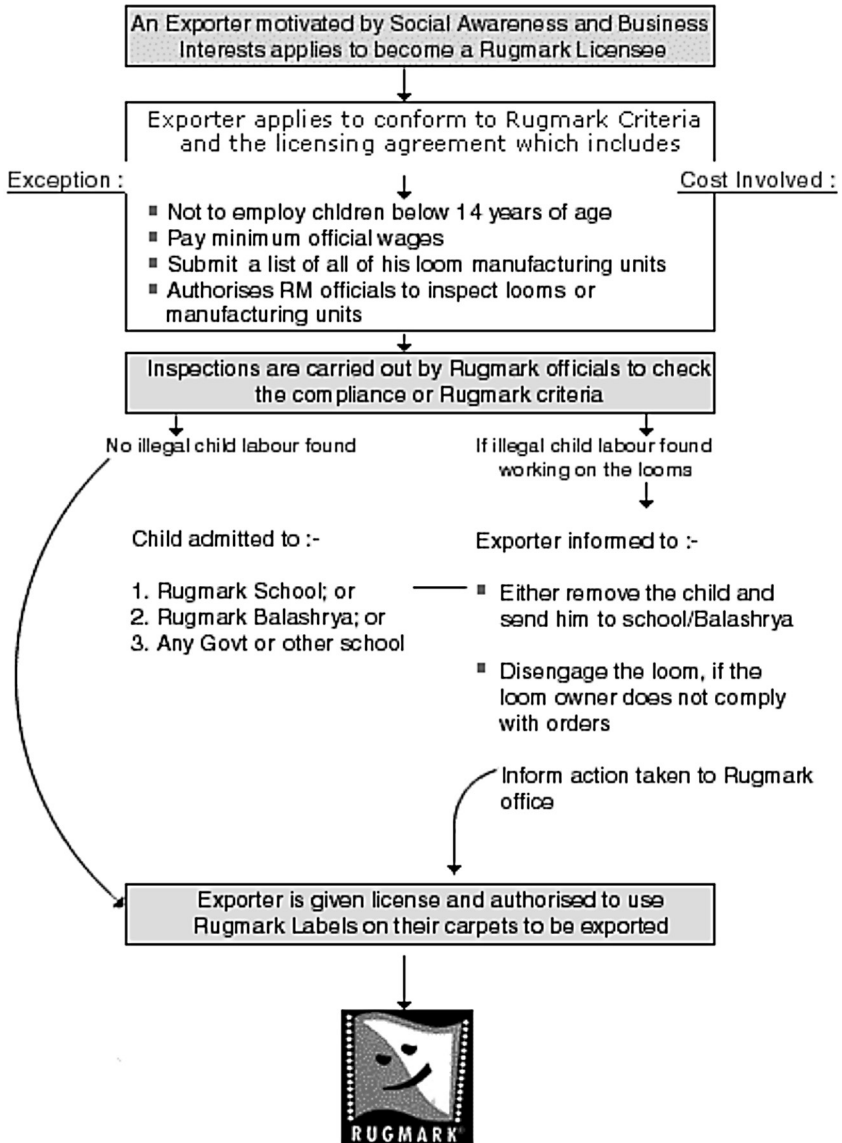 An Exporter motivated by Social Awareness and Business
Interests applies to become a Rugmark Licensee
Exporter applies to conform to Rugmark Criteria
and the licensing agreement which includes
Exception :
Cost Involved :
Not to employ chldren below 14 years of age
Pay minimum official wages
Submit a list of all of his loom manufacturing units
Authorises RM officials to inspect looms or
manufacturing units
Inspections are carried out by Rugmark officials to check
the compliance or Rugmark criteria
No illegal child labour found
If illegal child labour found
working on the looms
Child admitted to :-
1. Rugmark School; or
2. Rugmark Balashrya; or
3. Any Govt or other school
Exporter informed to :-
Either remove the child and
send him to school/Balashrya
Disengage the loom, if the
loom owner does not comply
with orders
Inform action taken to Rugmark
office
Exporter is given license and authorised to use
Rugmark Labels on their carpets to be exported
RUGMARK